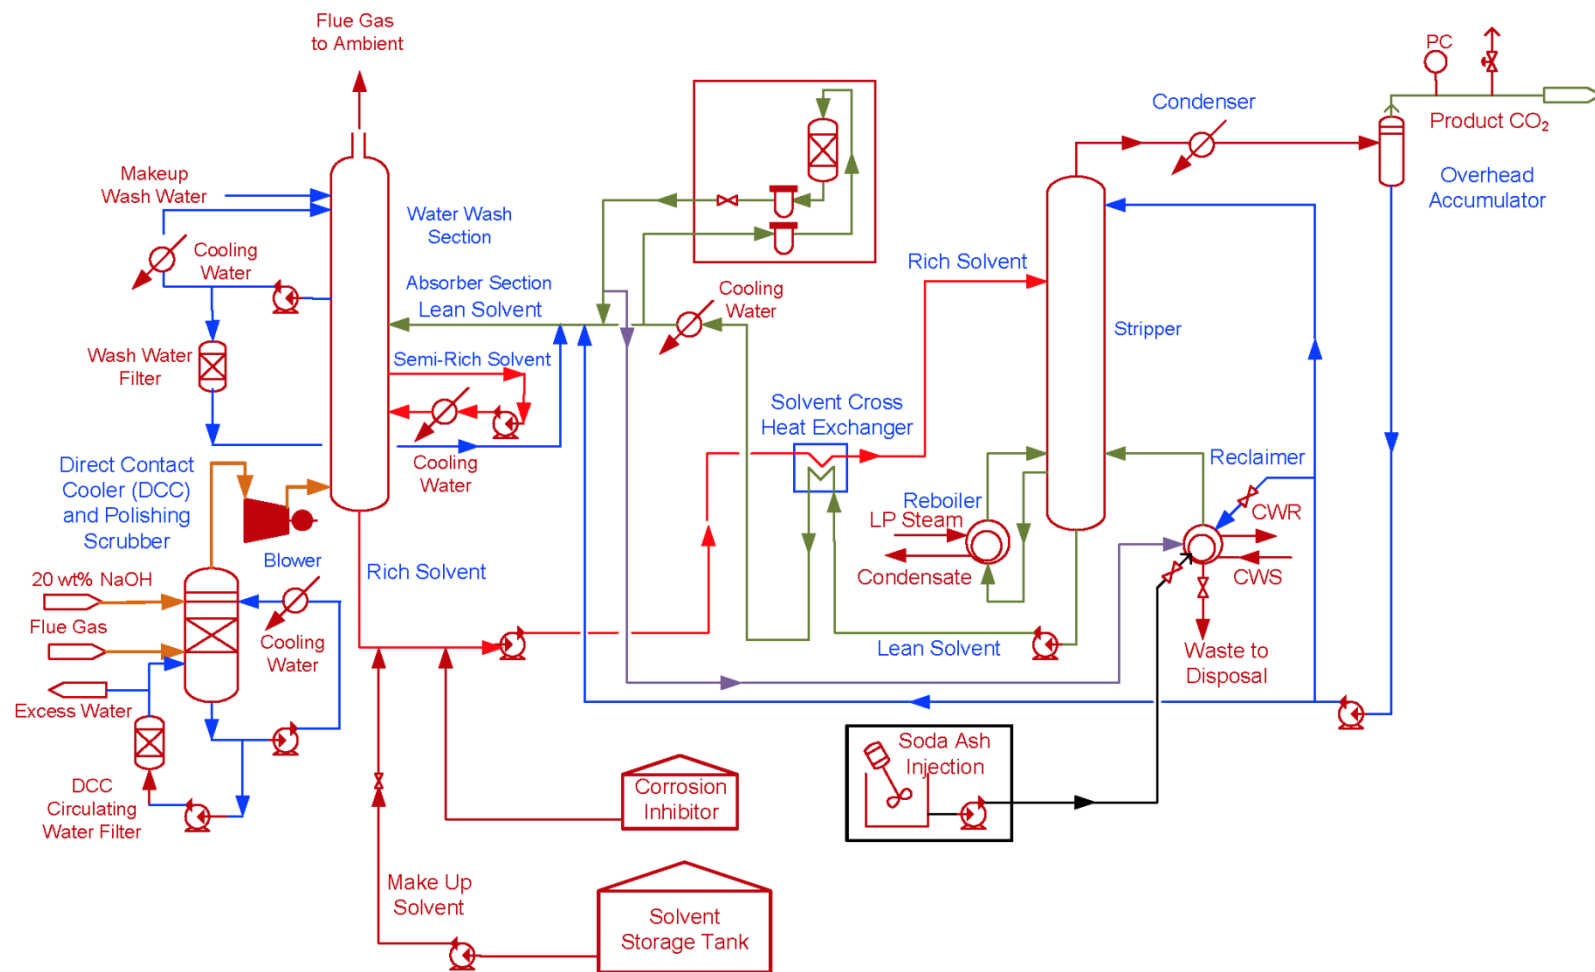 Flue Gas
to Ambient
PC
Condenser
Product CO₂
Makeup
Wash Water
Overhead
Accumulator
Water Wash
Section
Cooling
Water
Rich Solvent
Absorber Section
Lean Solvent
Cooling
Water
Stripper
Wash Water
Filter
Semi-Rich Solvent
Solvent Cross
Heat Exchanger
Cooling
Water
Direct Contact
Cooler (DCC)
and Polishing
Scrubber
Reclaimer
Reboiler
LP Steam
CWR
Condensate
CWS
Blower
Rich Solvent
20 wt% NaOH
Flue Gas
Cooling
Water
Lean Solvent
Waste to
Disposal
Excess Water
Soda Ash
Injection
DCC
Circulating
Water Filter
Corrosion
Inhibitor
Make Up
Solvent
Solvent
Storage Tank